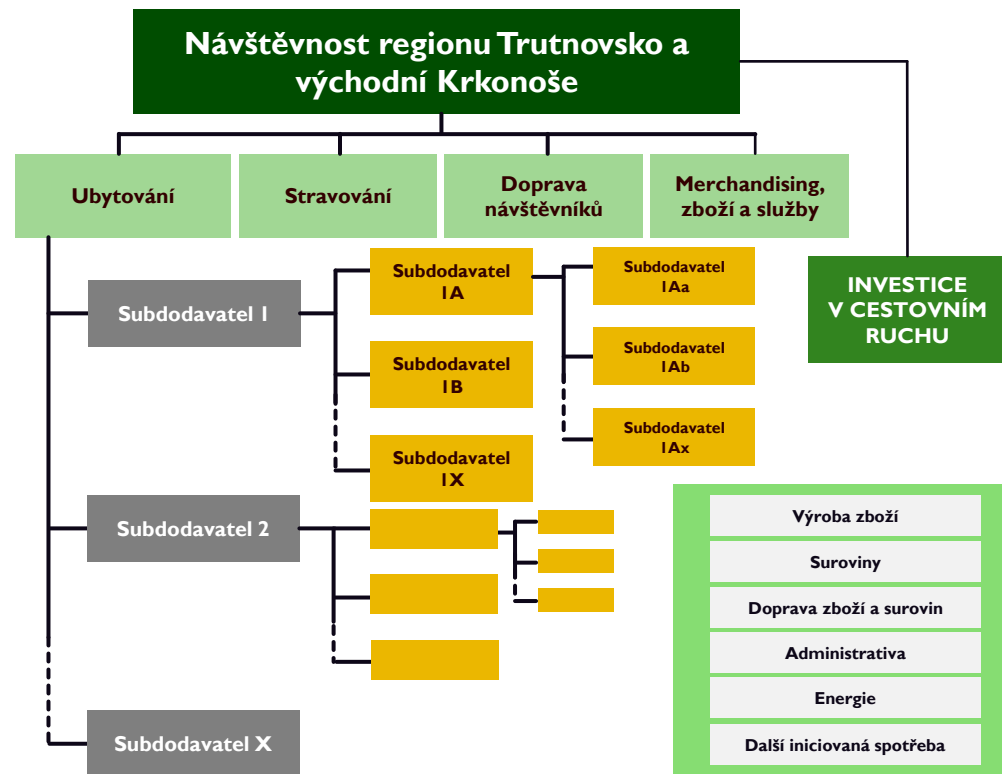 Návštěvnost regionu Trutnovsko a
východní Krkonoše
Ubytování
Stravování
Doprava
návštěvníků
Merchandising,
zboží a služby
INVESTICE
V CESTOVNÍM
RUCHU
Subdodavatel 1
Subdodavatel
1A
Subdodavatel
1Aa
Subdodavatel
1Ab
Subdodavatel
1B
Subdodavatel
1Ax
Subdodavatel
1X
Subdodavatel 2
Subdodavatel X
Výroba zboží
Suroviny
Doprava zboží a surovin
Administrativa
Energie
Další iniciovaná spotřeba